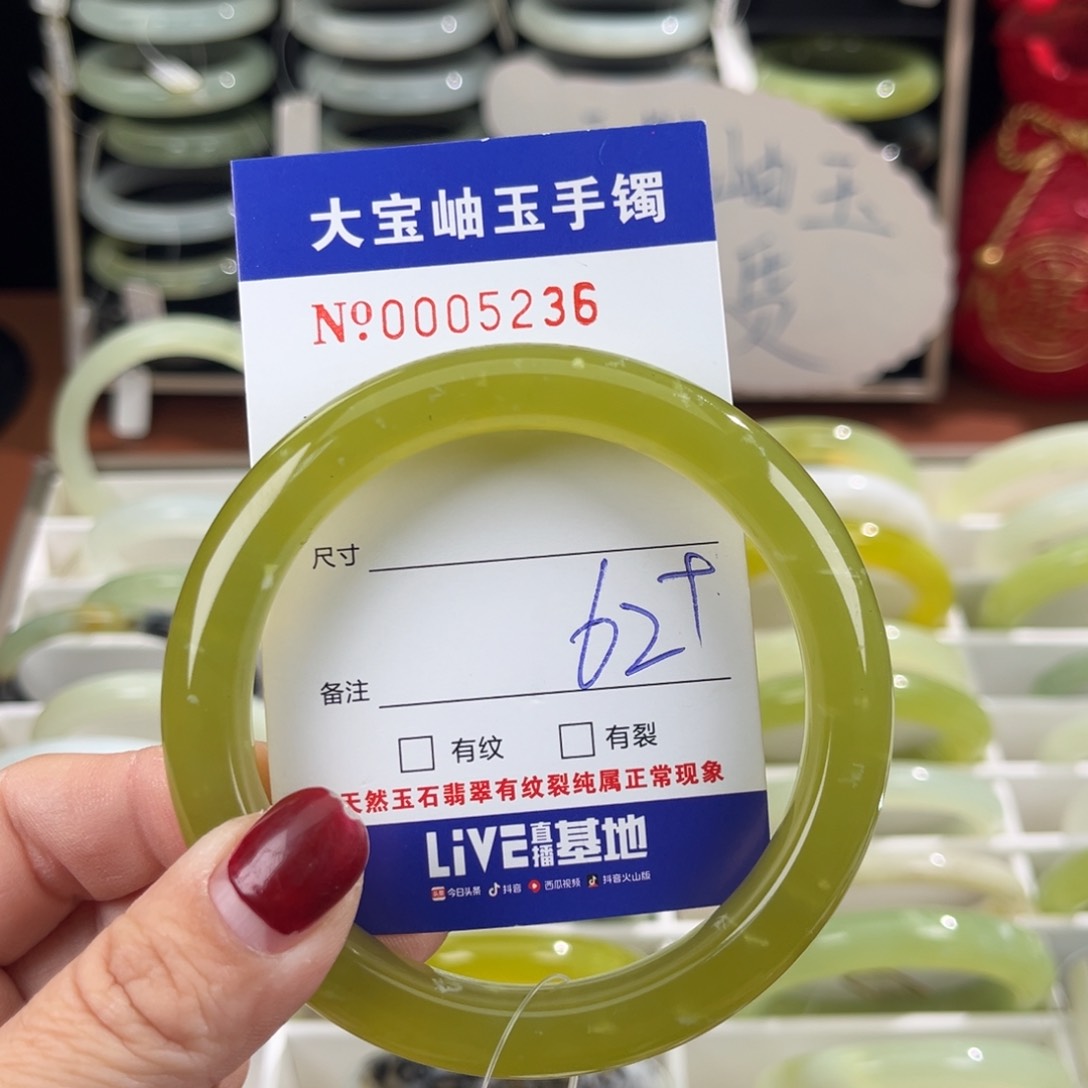 大宝岫玉手镯
№0005236
岫玉
尺寸
62+
备注
有纹 有裂
天然玉石翡翠有纹裂纯属正常现象
LiVE直播基地
今日头条 抖音 西瓜视频 抖音火山版